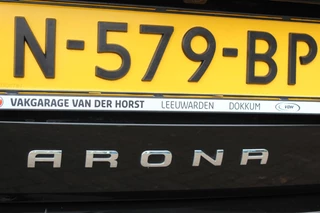 N-579-BP
VAKGARAGE VAN DER HORST LEEUWARDEN DOKKUM
ARONA